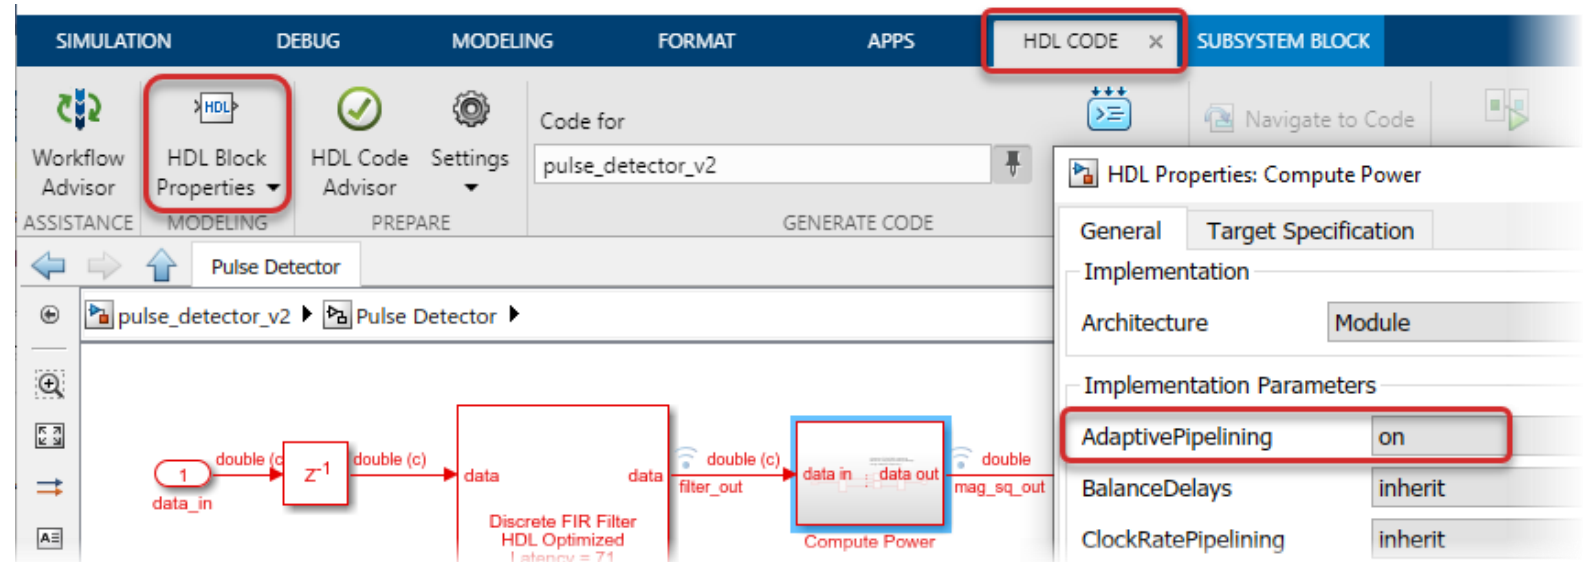 SIMULATION DEBUG MODELING FORMAT APPS HDL CODE × SUBSYSTEM BLOCK
HDL
Workflow Advisor
HDL Block Properties
HDL Code Advisor
Settings
Code for
pulse_detector_v2
Navigate to Code
ASSISTANCE MODELING PREPARE GENERATE CODE
Pulse Detector
pulse_detector_v2 Pulse Detector
1
data_in
double (c
Z-1
double (c)
data data
Discrete FIR Filter
HDL Optimized
Latency = 71
double (c)
filter_out
data in data out
Compute Power
double
mag_sq_out
HDL Properties: Compute Power
General Target Specification
Implementation
Architecture Module
Implementation Parameters
AdaptivePipelining on
BalanceDelays inherit
ClockRatePipelining inherit